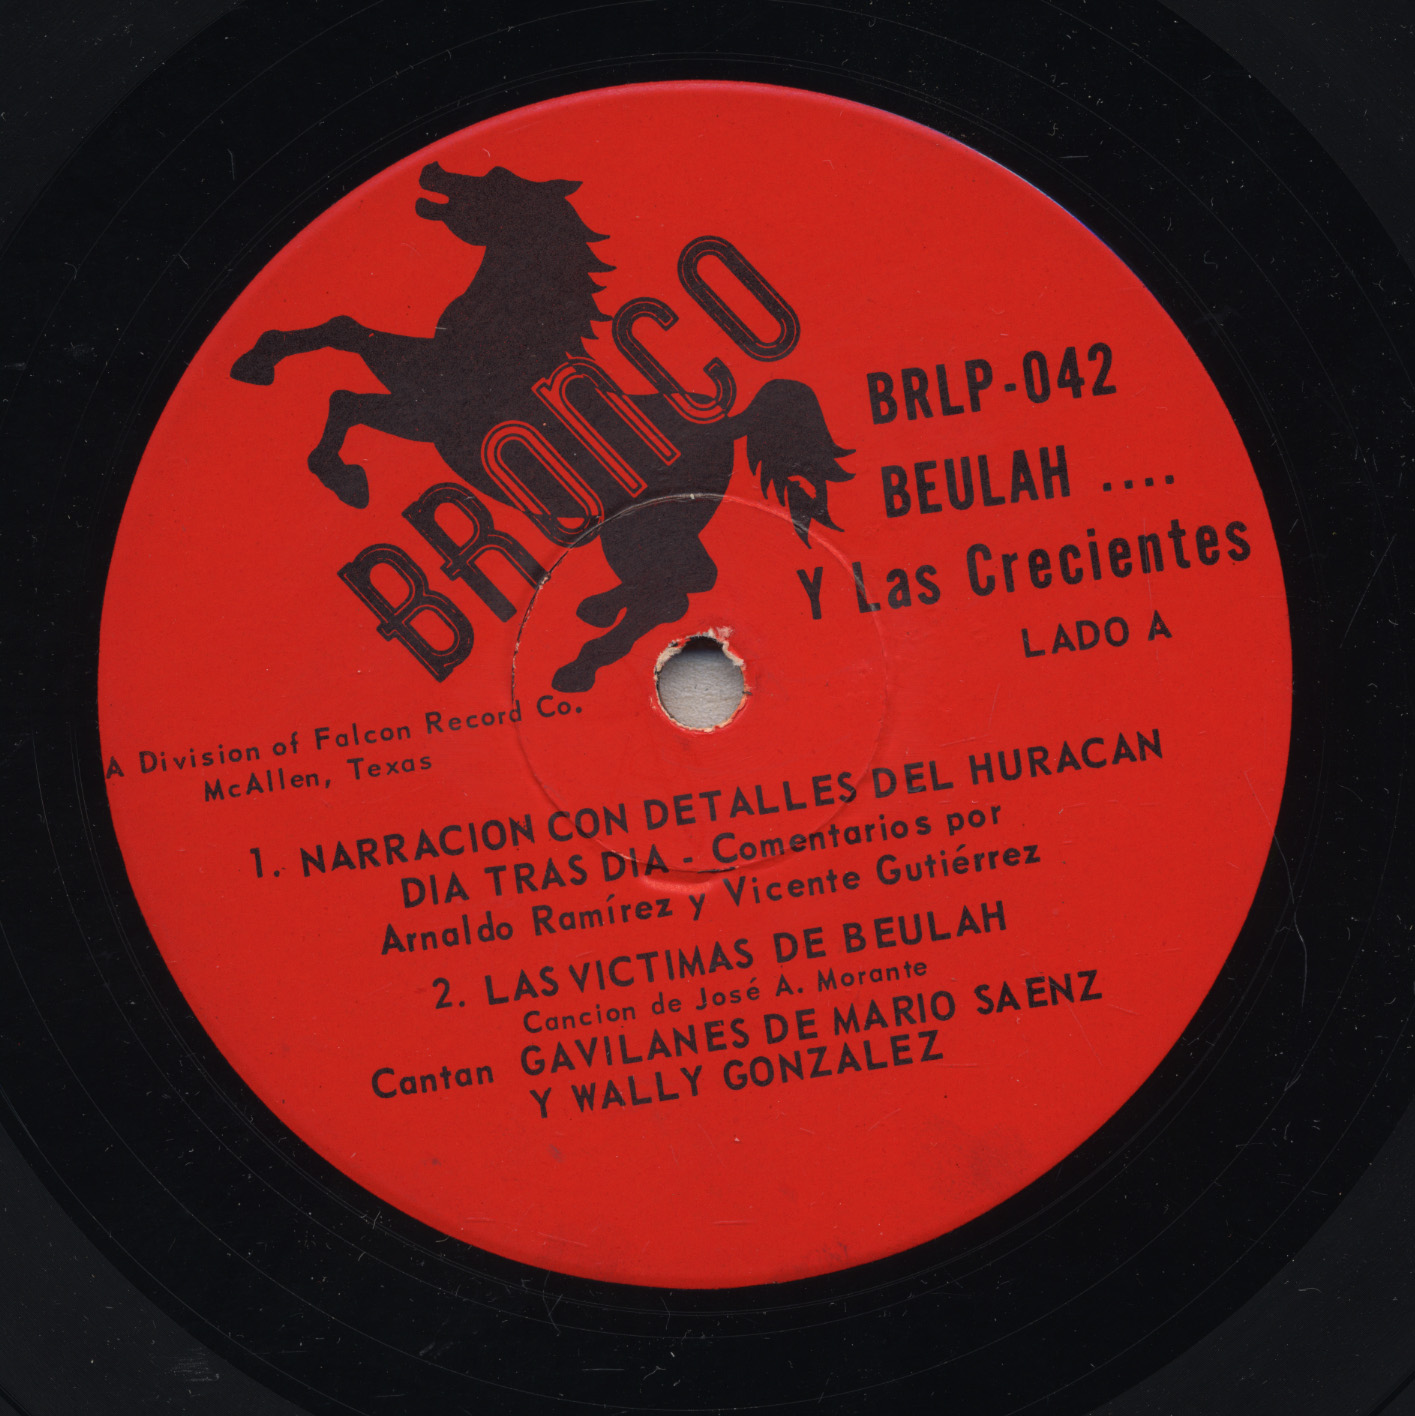 BRONCO
BRLP-042
BEULAH ....
Y Las Crecientes
LADO A
A Division of Falcon Record Co.
McAllen, Texas
1. NARRACION CON DETALLES DEL HURACAN
DIA TRAS DIA - Comentarios por
Arnaldo Ramírez y Vicente Gutiérrez
2. LAS VICTIMAS DE BEULAH
Cancion de José A. Morante
Cantan GAVILANES DE MARIO SAENZ
Y WALLY GONZALEZ